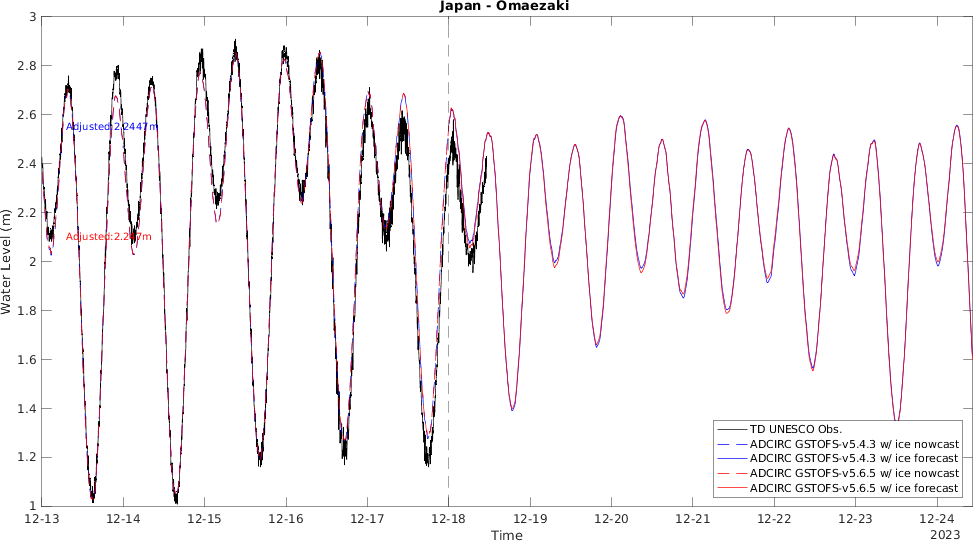 Japan - Omaezaki
Water Level (m)
3
2.8
2.6
2.4
2.2
2
1.8
1.6
1.4
1.2
1
Adjusted:2.2447m
TD UNESCO Obs.
ADCIRC GSTOFS-v5.4.3 w/ ice nowcast
ADCIRC GSTOFS-v5.4.3 w/ ice forecast
ADCIRC GSTOFS-v5.6.5 w/ ice nowcast
ADCIRC GSTOFS-v5.6.5 w/ ice forecast
12-13 12-14 12-15 12-16 12-17 12-18 12-19 12-20 12-21 12-22 12-23 12-24
2023
Time